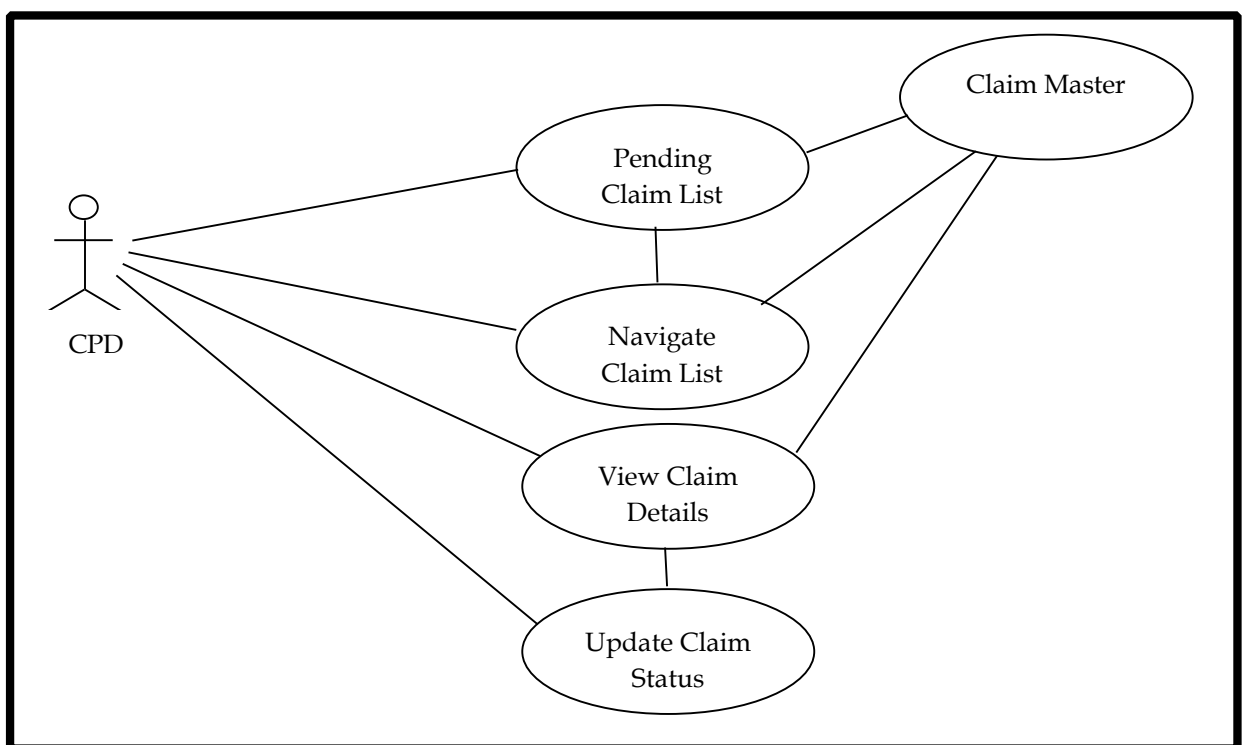 Claim Master
Pending
Claim List
CPD
Navigate
Claim List
View Claim
Details
Update Claim
Status